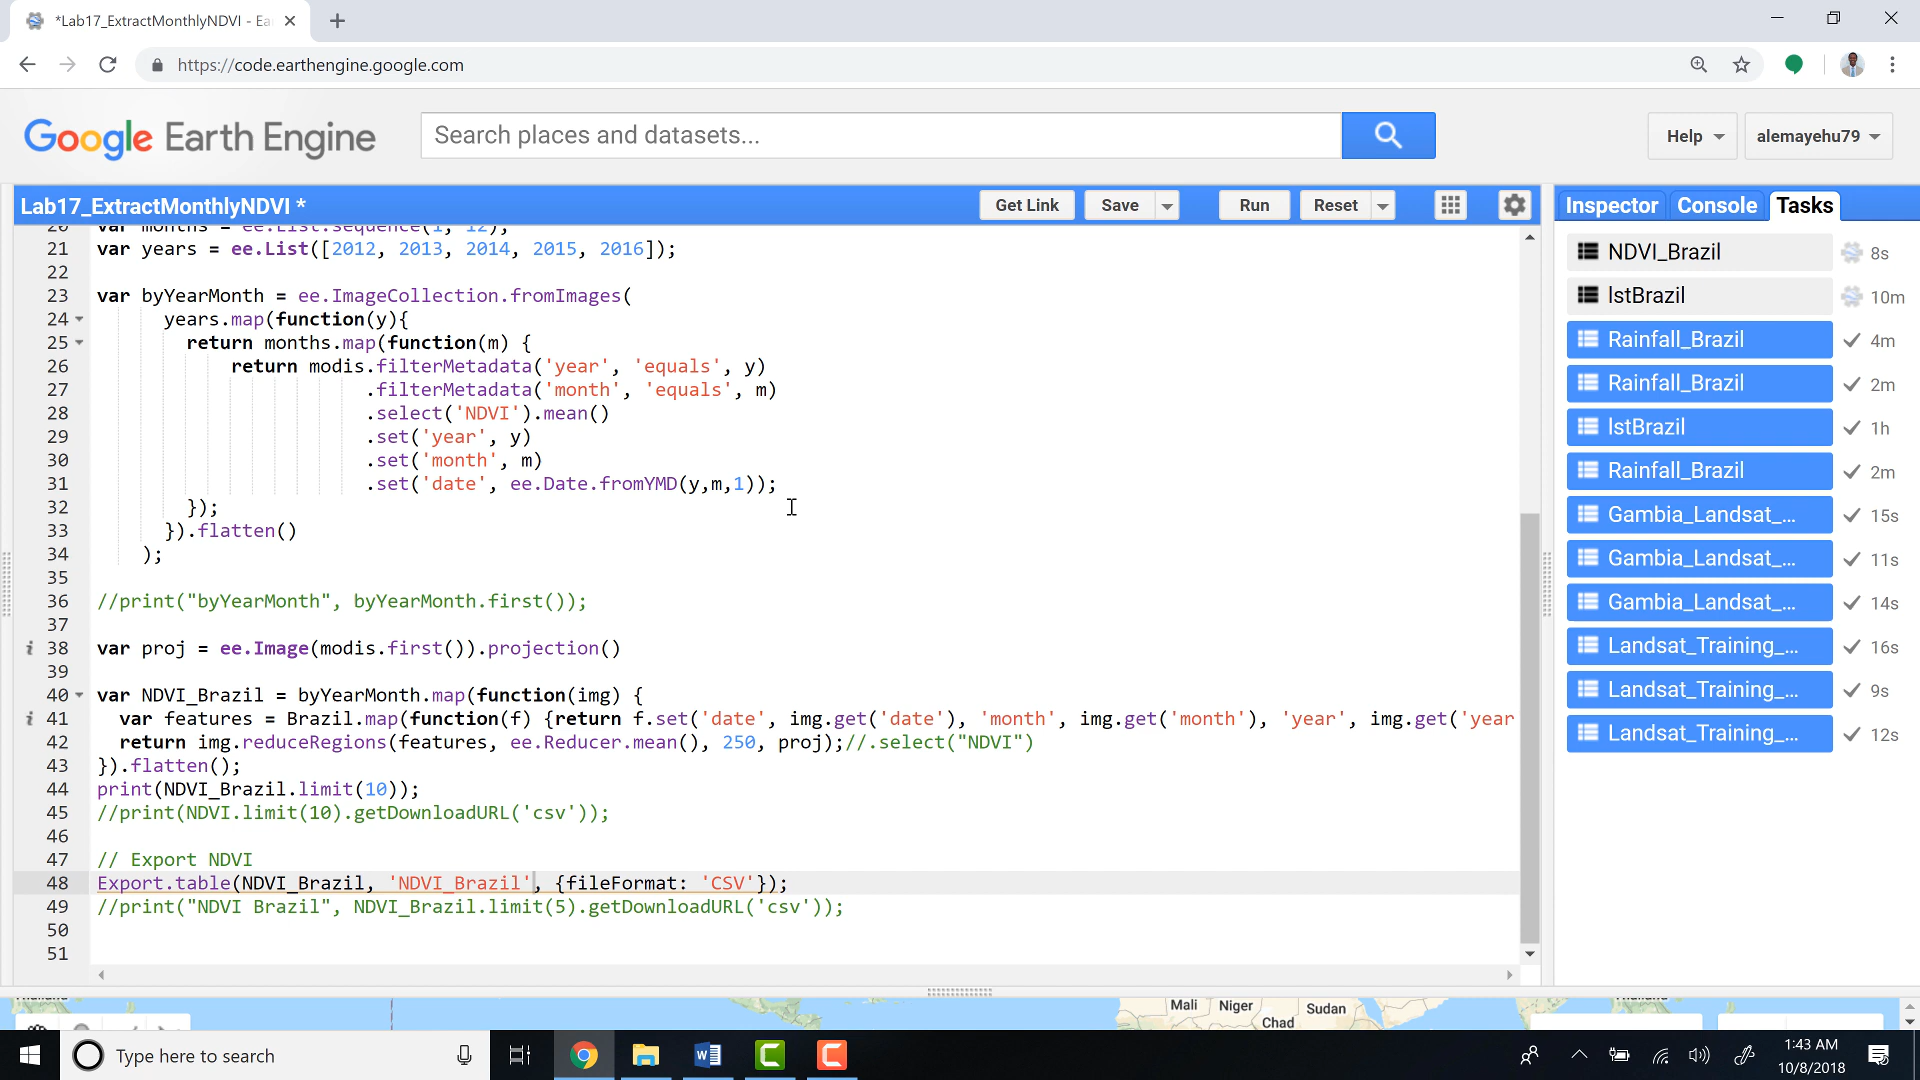 *Lab17_ExtractMonthlyNDVI - Ea
https://code.earthengine.google.com
Google Earth Engine
Search places and datasets...
Help
alemayehu79
Lab17_ExtractMonthlyNDVI *
Get Link
Save
Run
Reset
Inspector
Console
Tasks
20 var months = ee.List.sequence(1, 12);
21 var years = ee.List([2012, 2013, 2014, 2015, 2016]);
22
23 var byYearMonth = ee.ImageCollection.fromImages(
24 years.map(function(y){
25 return months.map(function(m) {
26 return modis.filterMetadata('year', 'equals', y)
27 .filterMetadata('month', 'equals', m)
28 .select('NDVI').mean()
29 .set('year', y)
30 .set('month', m)
31 .set('date', ee.Date.fromYMD(y,m,1));
32 });
33 }).flatten()
34 );
35
36 //print("byYearMonth", byYearMonth.first());
37
i 38 var proj = ee.Image(modis.first()).projection()
39
40 var NDVI_Brazil = byYearMonth.map(function(img) {
i 41 var features = Brazil.map(function(f) {return f.set('date', img.get('date'), 'month', img.get('month'), 'year', img.get('year
42 return img.reduceRegions(features, ee.Reducer.mean(), 250, proj);//.select("NDVI")
43 }).flatten();
44 print(NDVI_Brazil.limit(10));
45 //print(NDVI.limit(10).getDownloadURL('csv'));
46
47 // Export NDVI
48 Export.table(NDVI_Brazil, 'NDVI_Brazil', {fileFormat: 'CSV'});
49 //print("NDVI Brazil", NDVI_Brazil.limit(5).getDownloadURL('csv'));
50
51
NDVI_Brazil 8s
lstBrazil 10m
Rainfall_Brazil 4m
Rainfall_Brazil 2m
lstBrazil 1h
Rainfall_Brazil 2m
Gambia_Landsat_... 15s
Gambia_Landsat_... 11s
Gambia_Landsat_... 14s
Landsat_Training_... 16s
Landsat_Training_... 9s
Landsat_Training_... 12s
Mali
Niger
Chad
Sudan
Type here to search
1:43 AM
10/8/2018